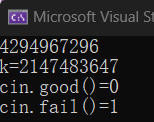 Microsoft Visual St
4294967296
k=2147483647
cin.good()=0
cin.fail()=1